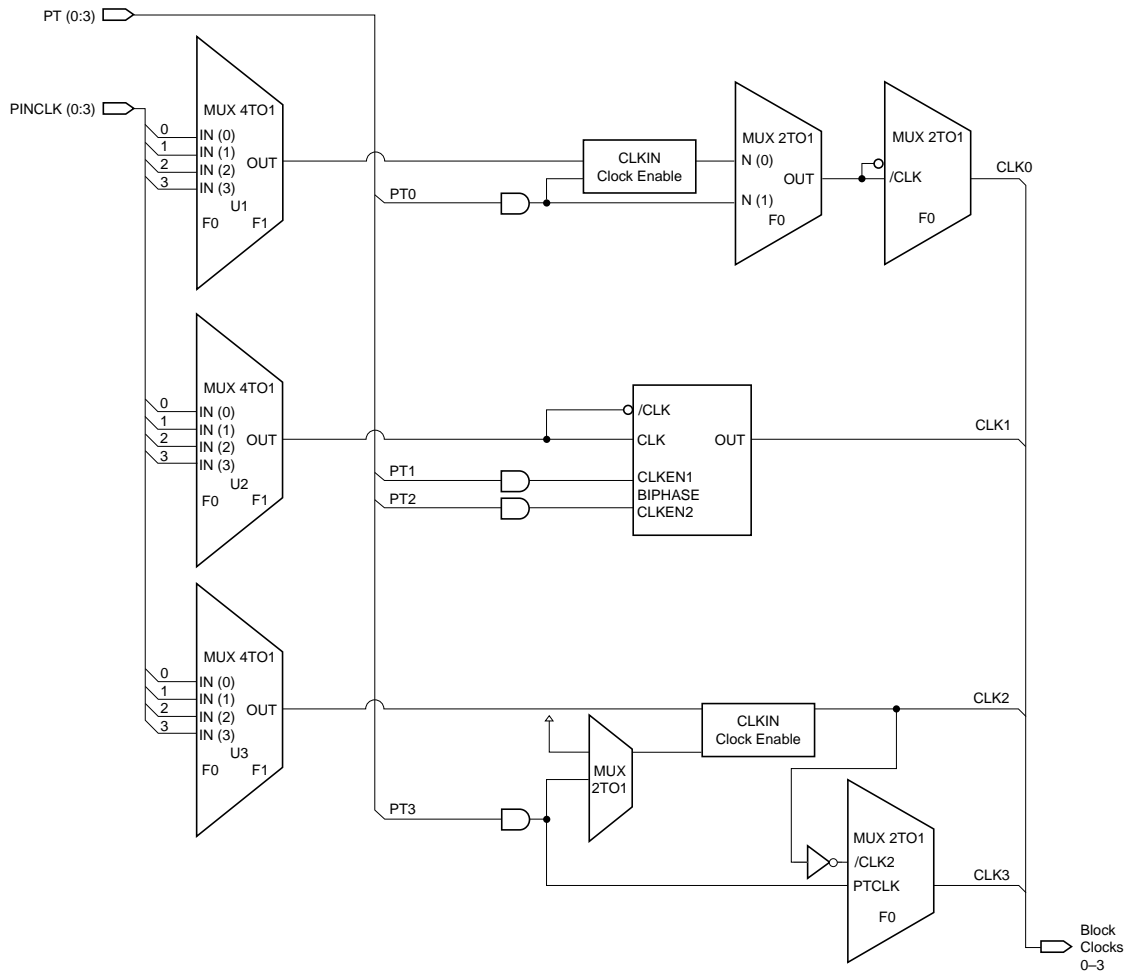 PT (0:3)
PINCLK (0:3)
MUX 4TO1
0
IN (0)
1
IN (1)
2
IN (2)
3
IN (3)
OUT
U1
F0
F1
PT0
CLKIN
Clock Enable
MUX 2TO1
N (0)
OUT
N (1)
F0
MUX 2TO1
/CLK
F0
CLK0
MUX 4TO1
0
IN (0)
1
IN (1)
2
IN (2)
3
IN (3)
OUT
U2
F0
F1
PT1
PT2
/CLK
CLK
OUT
CLKEN1
BIPHASE
CLKEN2
CLK1
MUX 4TO1
0
IN (0)
1
IN (1)
2
IN (2)
3
IN (3)
OUT
U3
F0
F1
PT3
MUX
2TO1
CLKIN
Clock Enable
CLK2
MUX 2TO1
/CLK2
PTCLK
F0
CLK3
Block
Clocks
0–3